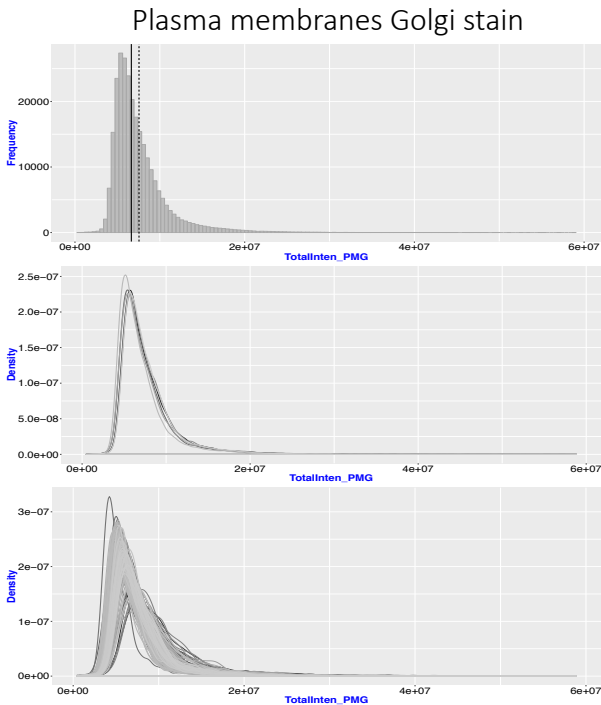 Plasma membranes Golgi stain
Frequency
20000
10000
0
0e+00 2e+07 4e+07 6e+07
TotalInten_PMG
Density
2.5e−07
2.0e−07
1.5e−07
1.0e−07
5.0e−08
0.0e+00
0e+00 2e+07 4e+07 6e+07
TotalInten_PMG
Density
3e−07
2e−07
1e−07
0e+00
0e+00 2e+07 4e+07 6e+07
TotalInten_PMG